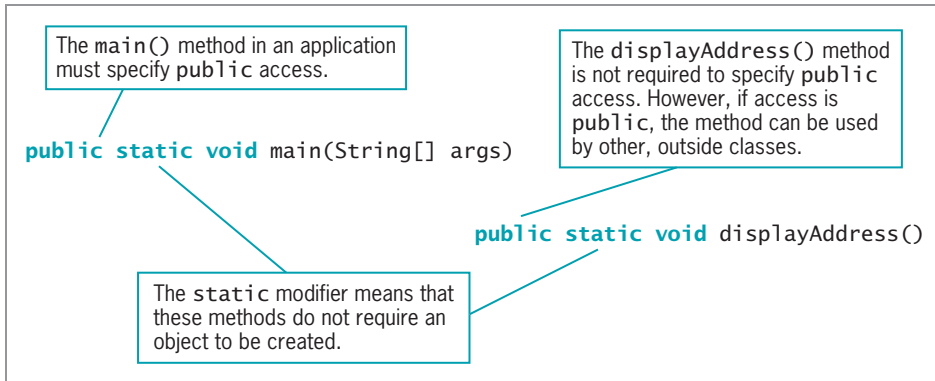 The main() method in an application
must specify public access.
The displayAddress() method
is not required to specify public
access. However, if access is
public, the method can be used
by other, outside classes.
public static void main(String[] args)
public static void displayAddress()
The static modifier means that
these methods do not require an
object to be created.